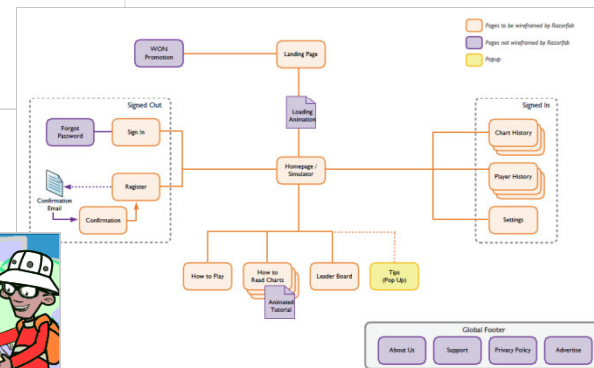 Pages to be wireframed by Razorfish
Pages not wireframed by Razorfish
Popup
WON
Promotion
Landing Page
Loading
Animation
Signed Out
Signed In
Forgot
Password
Sign In
Chart History
Homepage /
Simulator
Register
Player History
Confirmation
Email
Confirmation
Settings
How to Play
How to
Read Charts
Leader Board
Tips
(Pop Up)
Animated
Tutorial
Global Footer
About Us
Support
Privacy Policy
Advertise